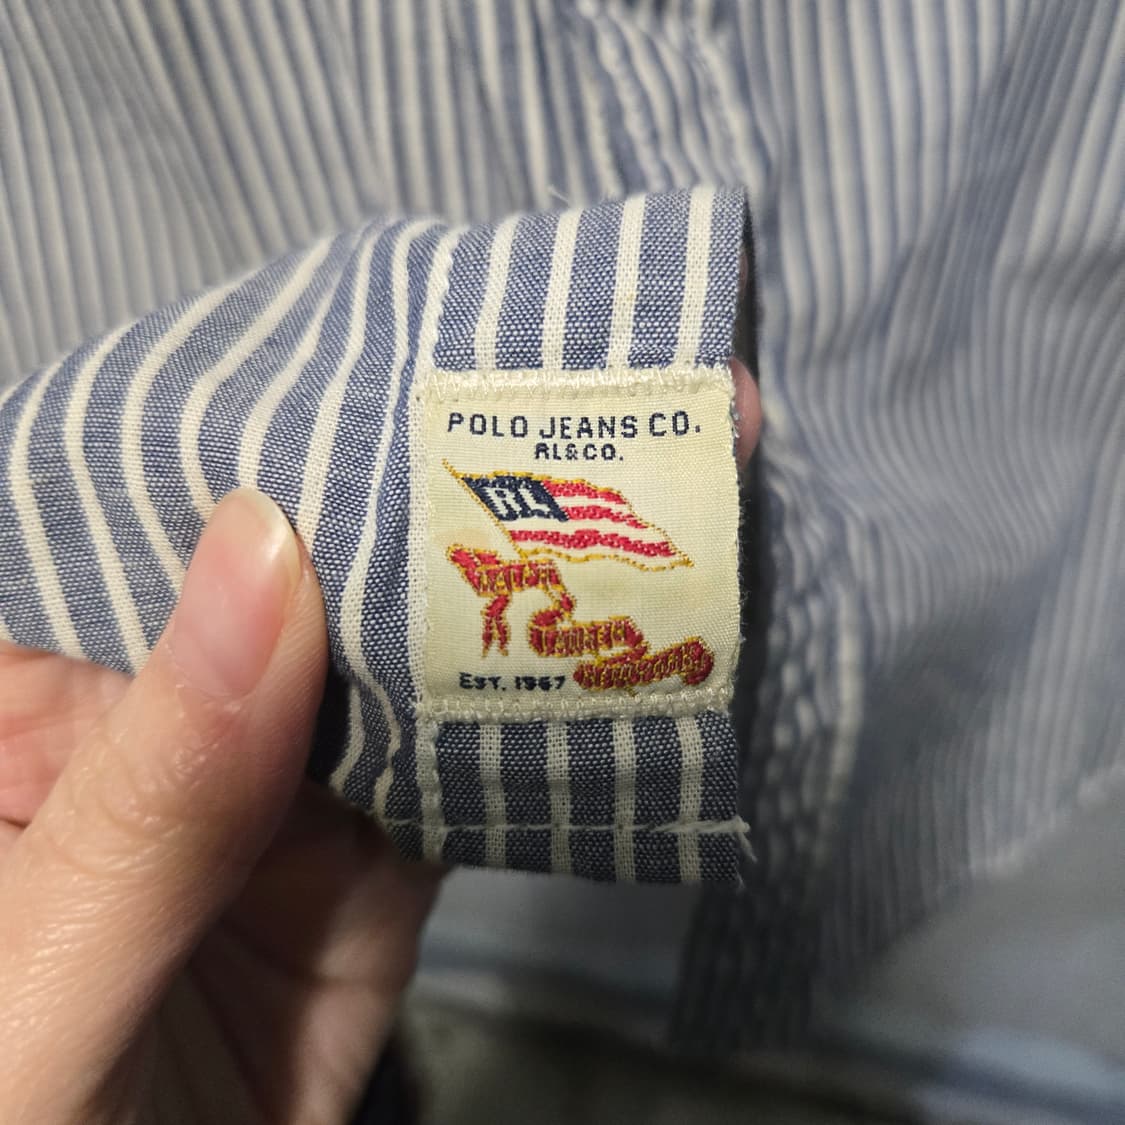 POLO JEANS CO.
RL&CO.
RL
EST. 1967